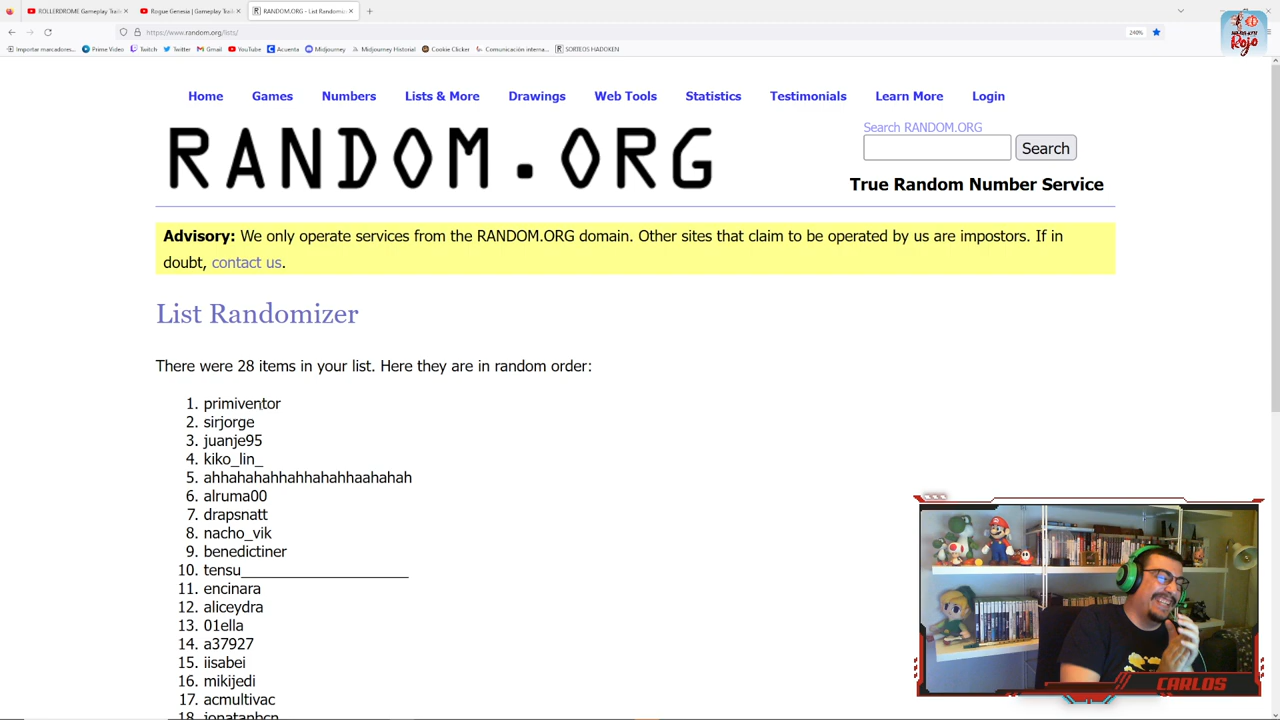 ROLLERDROME Gameplay Trail
Rogue Genesia | Gameplay Trail
RANDOM.ORG - List Randomize
https://www.random.org/lists/
240%
Importar marcadores...
Prime Video
Twitch
Twitter
Gmail
YouTube
Acuenta
Midjourney
Midjourney Historial
Cookie Clicker
Comunicación interna...
SORTEOS HADOKEN
Rojo
Home
Games
Numbers
Lists & More
Drawings
Web Tools
Statistics
Testimonials
Learn More
Login
RANDOM.ORG
Search RANDOM.ORG
Search
True Random Number Service
Advisory: We only operate services from the RANDOM.ORG domain. Other sites that claim to be operated by us are impostors. If in
doubt, contact us.
List Randomizer
There were 28 items in your list. Here they are in random order:
1. primiventor
2. sirjorge
3. juanje95
4. kiko_lin_
5. ahhahahahhahhahahhaahahah
6. alruma00
7. drapsnatt
8. nacho_vik
9. benedictiner
10. tensu_____________________
11. encinara
12. aliceydra
13. 01ella
14. a37927
15. iisabei
16. mikijedi
17. acmultivac
18. jonatanbcn
CARLOS